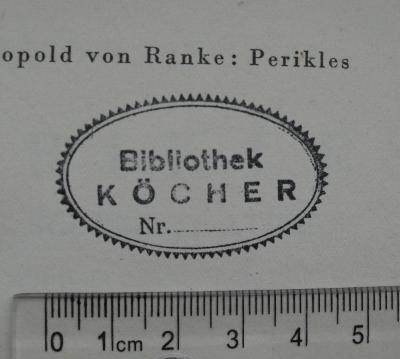 opold von Ranke: Perikles
Bibliothek
KÖCHER
Nr.
0 1 cm 2 3 4 5